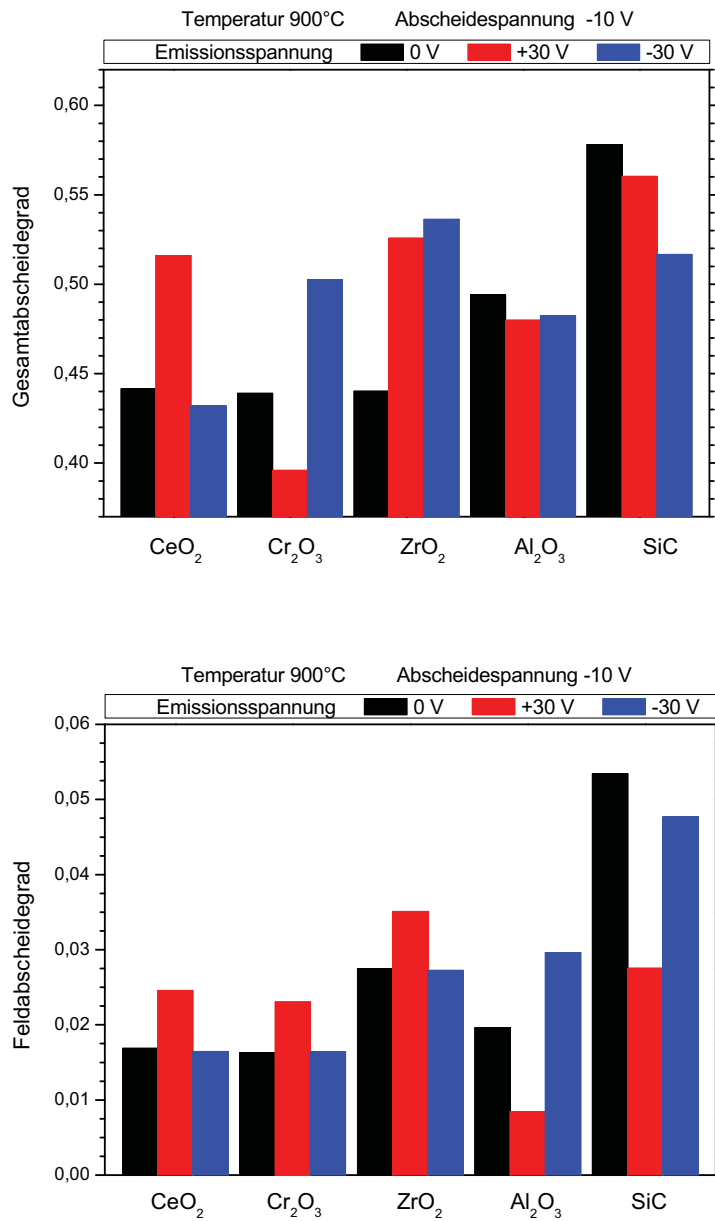 Temperatur 900°C Abscheidespannung -10 V
Emissionsspannung 0 V +30 V -30 V
0,60
0,55
0,50
0,45
0,40
Gesamtabscheidegrad
CeO₂ Cr₂O₃ ZrO₂ Al₂O₃ SiC
Temperatur 900°C Abscheidespannung -10 V
Emissionsspannung 0 V +30 V -30 V
0,06
0,05
0,04
0,03
0,02
0,01
0,00
Feldabscheidegrad
CeO₂ Cr₂O₃ ZrO₂ Al₂O₃ SiC